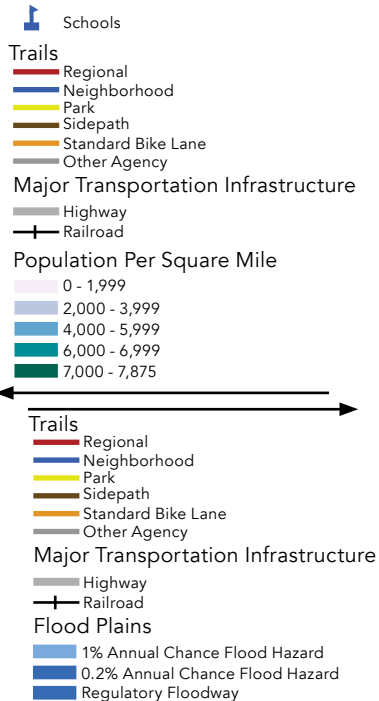 Schools
Trails
Regional
Neighborhood
Park
Sidepath
Standard Bike Lane
Other Agency
Major Transportation Infrastructure
Highway
Railroad
Population Per Square Mile
0 - 1,999
2,000 - 3,999
4,000 - 5,999
6,000 - 6,999
7,000 - 7,875
Trails
Regional
Neighborhood
Park
Sidepath
Standard Bike Lane
Other Agency
Major Transportation Infrastructure
Highway
Railroad
Flood Plains
1% Annual Chance Flood Hazard
0.2% Annual Chance Flood Hazard
Regulatory Floodway